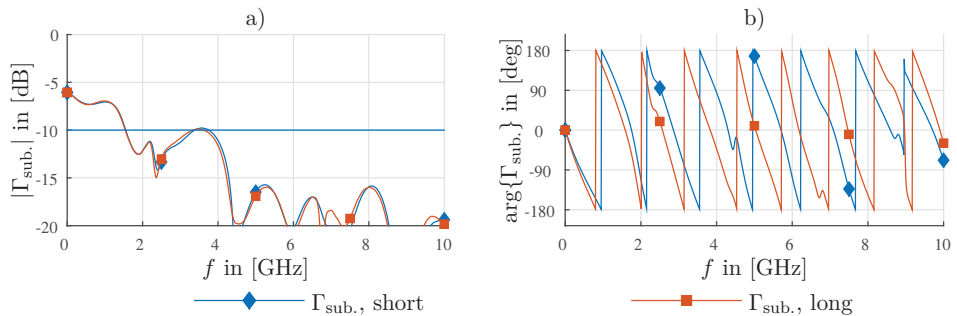 a)
|Γsub.| in [dB]
0
-5
-10
-15
-20
0 2 4 6 8 10
f in [GHz]
b)
arg{Γsub.} in [deg]
180
90
0
-90
-180
0 2 4 6 8 10
f in [GHz]
Γsub., short
Γsub., long